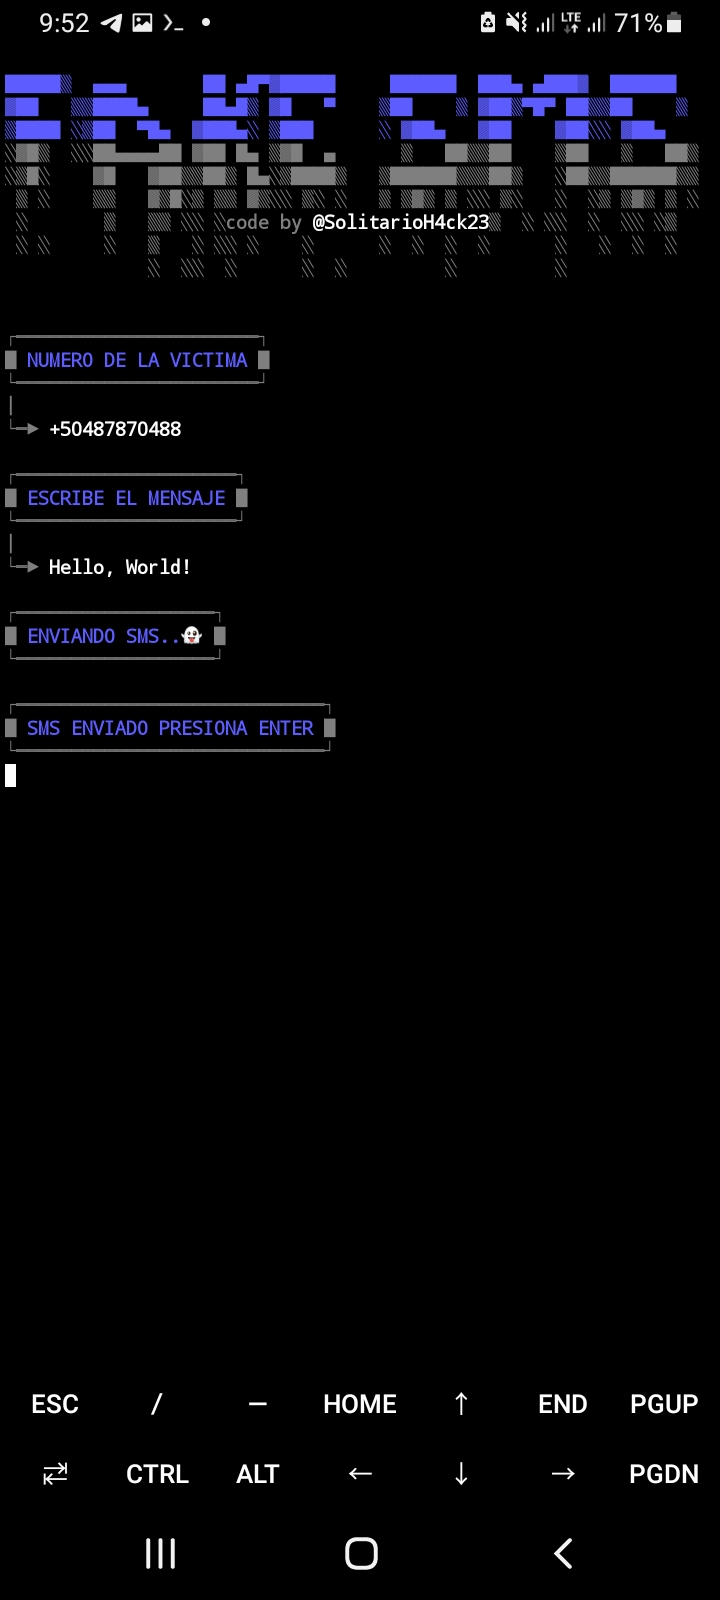 9:52 LTE 71%
FAKE SMS
code by @SolitarioH4ck23
NUMERO DE LA VICTIMA
+50487870488
ESCRIBE EL MENSAJE
Hello, World!
ENVIANDO SMS..👻
SMS ENVIADO PRESIONA ENTER
ESC / — HOME ↑ END PGUP
⇄ CTRL ALT ← ↓ → PGDN